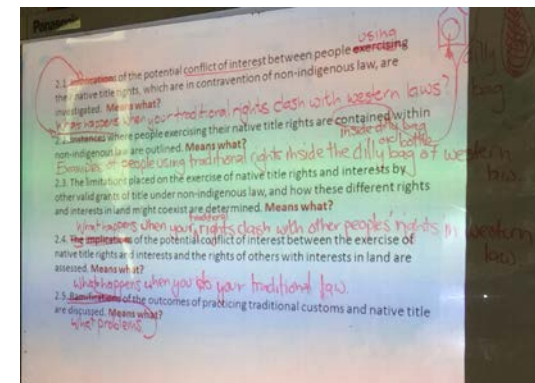 Panasonic
using
2.1. Implications of the potential conflict of interest between people exercising
their native title rights, which are in contravention of non-indigenous law, are
investigated. Means what?
What happens when your traditional rights clash with western laws?
2.2. Instances where people exercising their native title rights are contained within
inside dilly bag
non-indigenous law are outlined. Means what?
old bottle
Examples of people using traditional rights inside the dilly bag of western law.
2.3. The limitations placed on the exercise of native title rights and interests by
other valid grants of title under non-indigenous law, and how these different rights
and interests in land might coexist are determined. Means what?
traditional
What happens when your rights clash with other peoples' rights in western law
2.4. The implications of the potential conflict of interest between the exercise of
native title rights and interests and the rights of others with interests in land are
assessed. Means what?
What happens when you do your traditional law.
2.5. Ramifications of the outcomes of practicing traditional customs and native title
are discussed. Means what?
what problems
dilly
bag